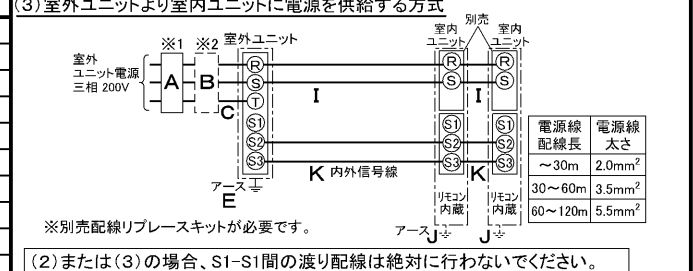 (3)室外ユニットより室内ユニットに電源を供給する方式
別売
※1 ※2 室外ユニット 室内ユニット 室内ユニット
室外
ユニット電源
三相 200V
A B C
R S T S1 S2 S3
R S S1 S2 S3
R S S1 S2 S3
I I
K 内外信号線 K
アース E
リモコン内蔵 リモコン内蔵
アース J J
電源線配線長 電源線太さ
～30m 2.0mm²
30～60m 3.5mm²
60～120m 5.5mm²
※別売配線リプレースキットが必要です。
(2)または(3)の場合、S1-S1間の渡り配線は絶対に行わないでください。